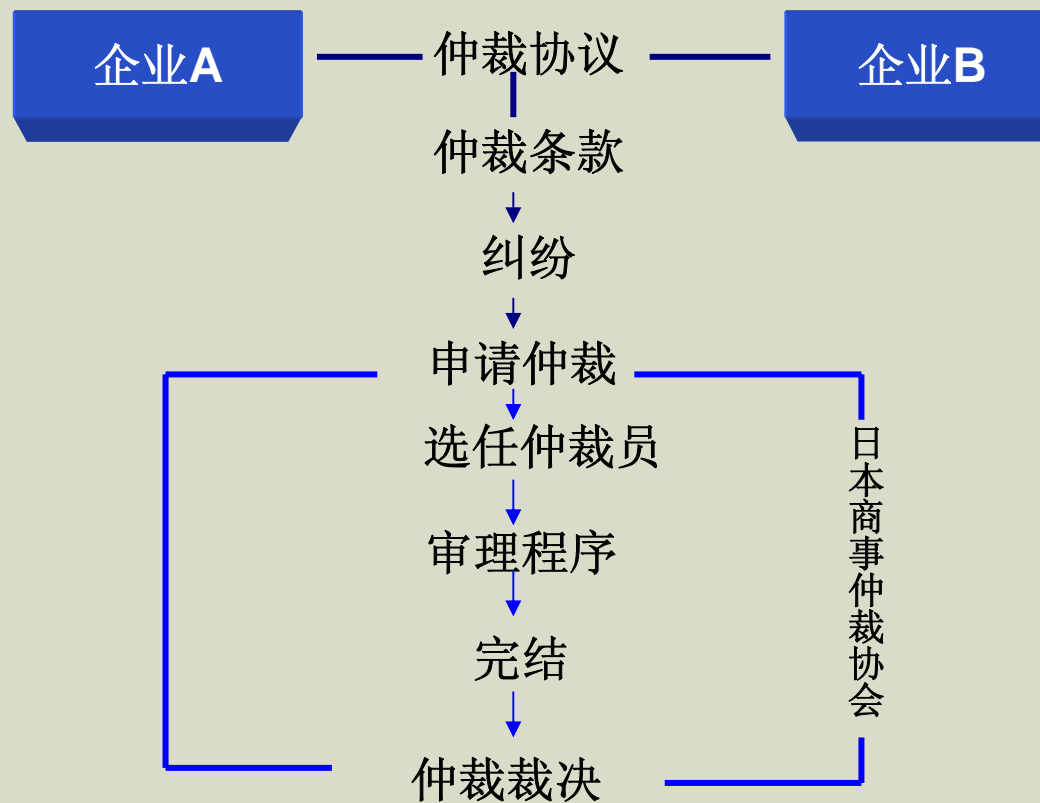 企业A
仲裁协议
企业B
仲裁条款
纠纷
申请仲裁
选任仲裁员
审理程序
完结
仲裁裁决
日本商事仲裁协会